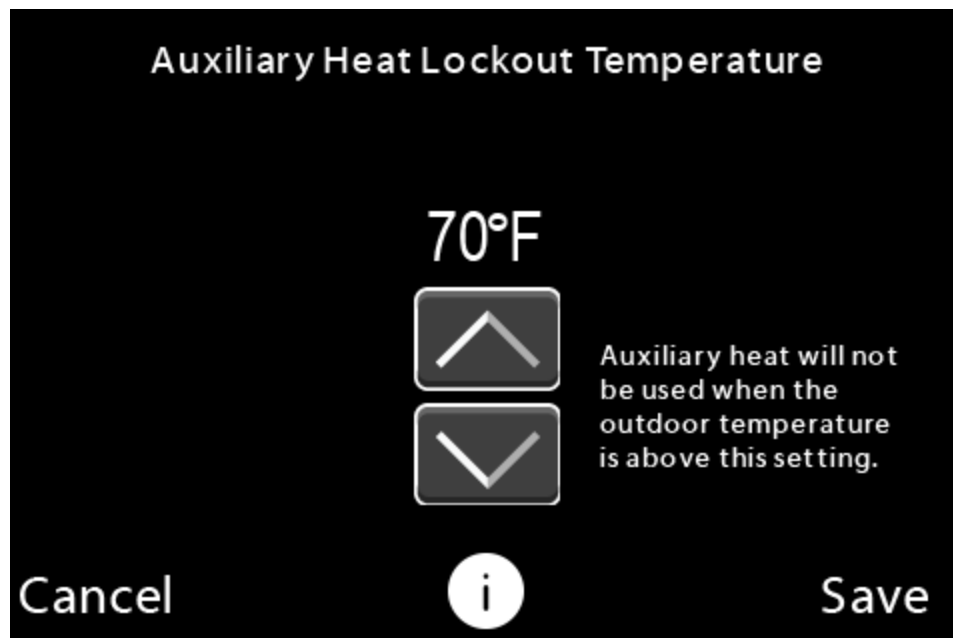 Auxiliary Heat Lockout Temperature
70°F
Auxiliary heat will not
be used when the
outdoor temperature
is above this setting.
Cancel
i
Save